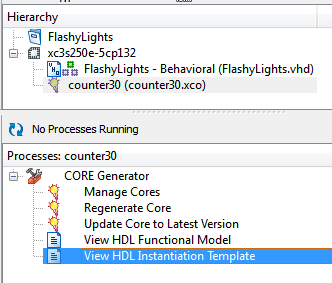 Hierarchy
FlashyLights
xc3s250e-5cp132
FlashyLights - Behavioral (FlashyLights.vhd)
counter30 (counter30.xco)
No Processes Running
Processes: counter30
CORE Generator
Manage Cores
Regenerate Core
Update Core to Latest Version
View HDL Functional Model
View HDL Instantiation Template